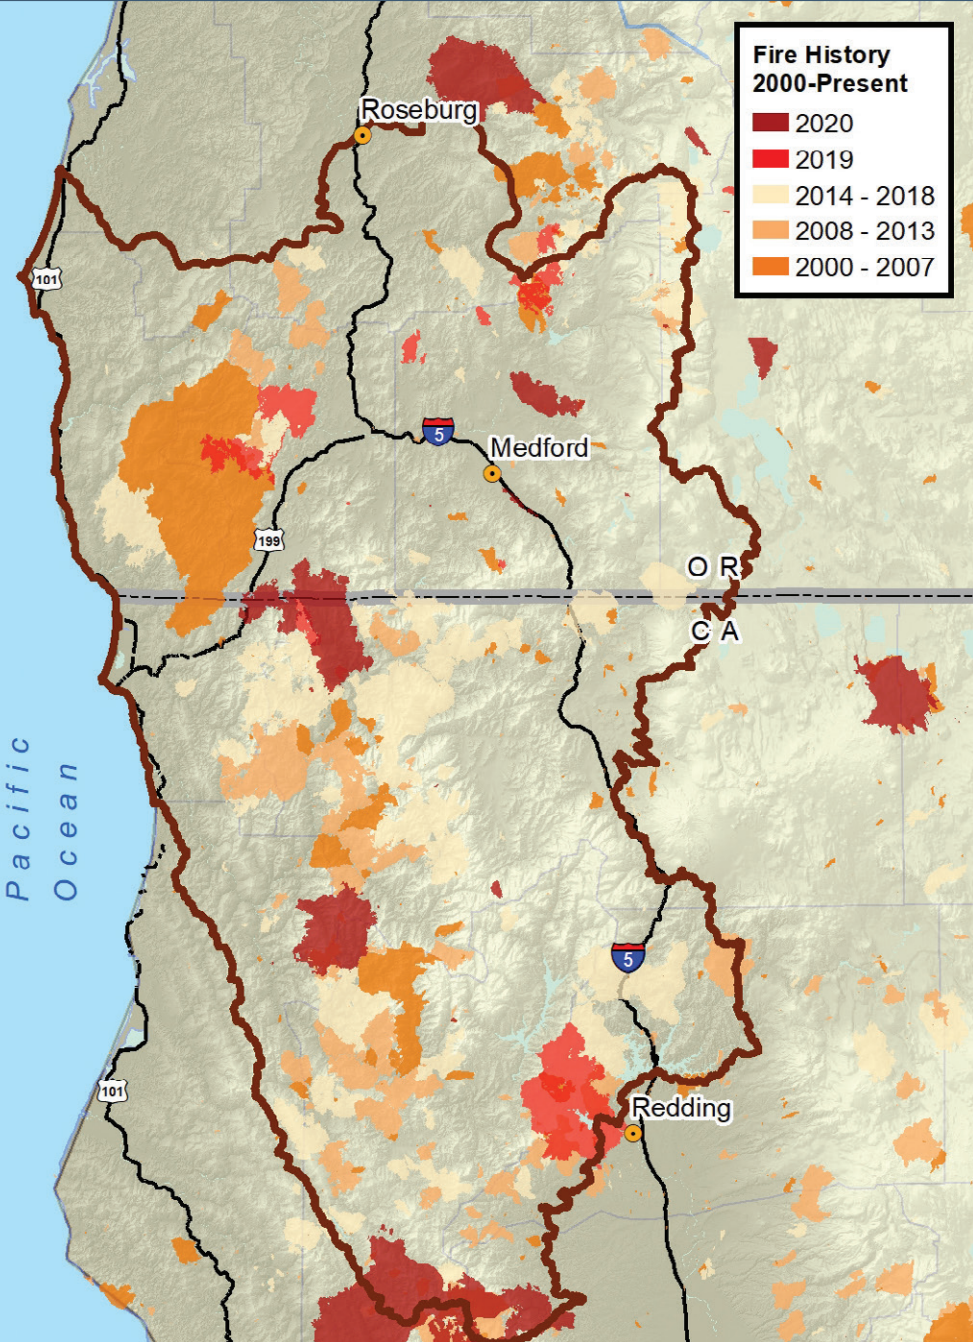 Fire History
2000-Present
2020
2019
2014 - 2018
2008 - 2013
2000 - 2007
Roseburg
101
5
Medford
199
O R
C A
Pacific
Ocean
5
101
Redding